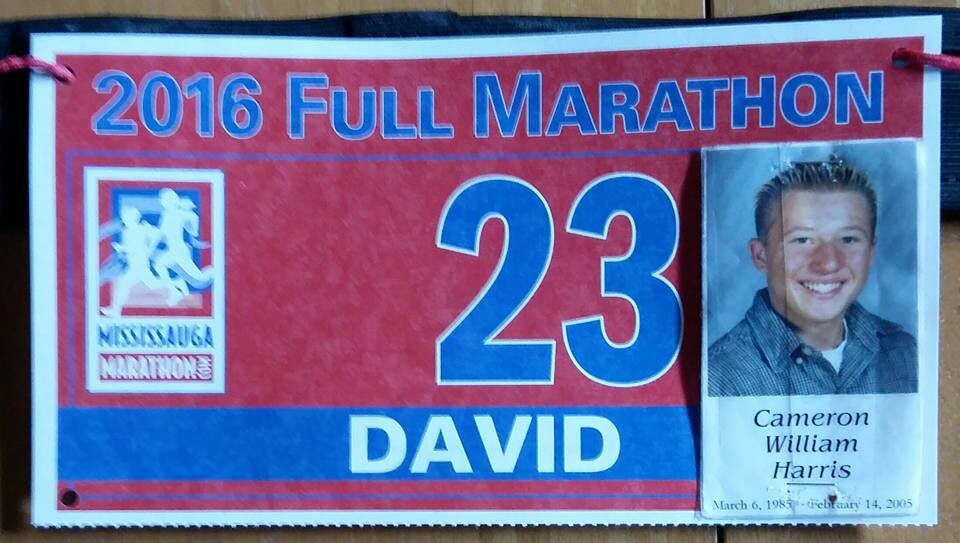 2016 FULL MARATHON
MISSISSAUGA
MARATHON
23
DAVID
Cameron
William
Harris
March 6, 1985 - February 14, 2005